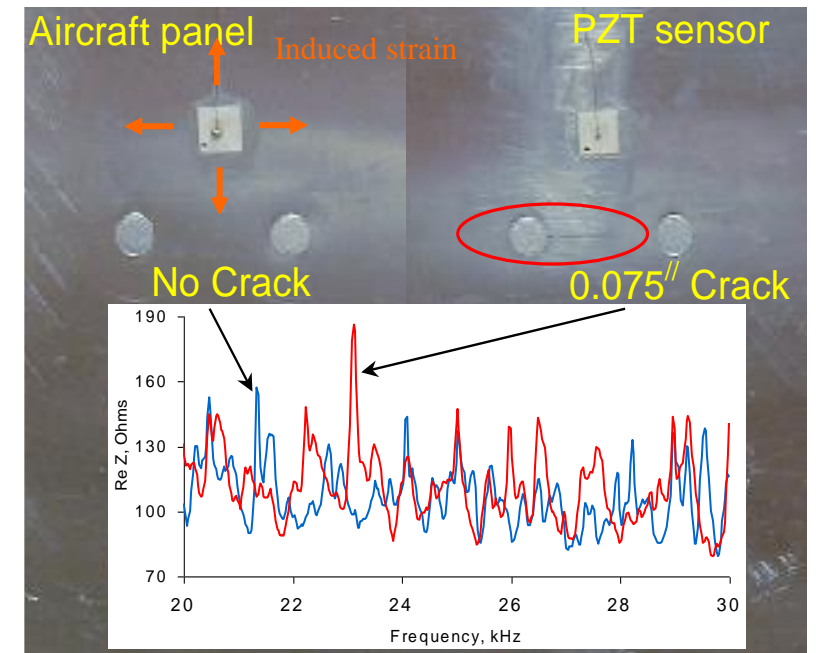 Aircraft panel
Induced strain
PZT sensor
No Crack
0.075" Crack
190
160
130
100
70
Re Z, Ohms
20
22
24
26
28
30
Frequency, kHz